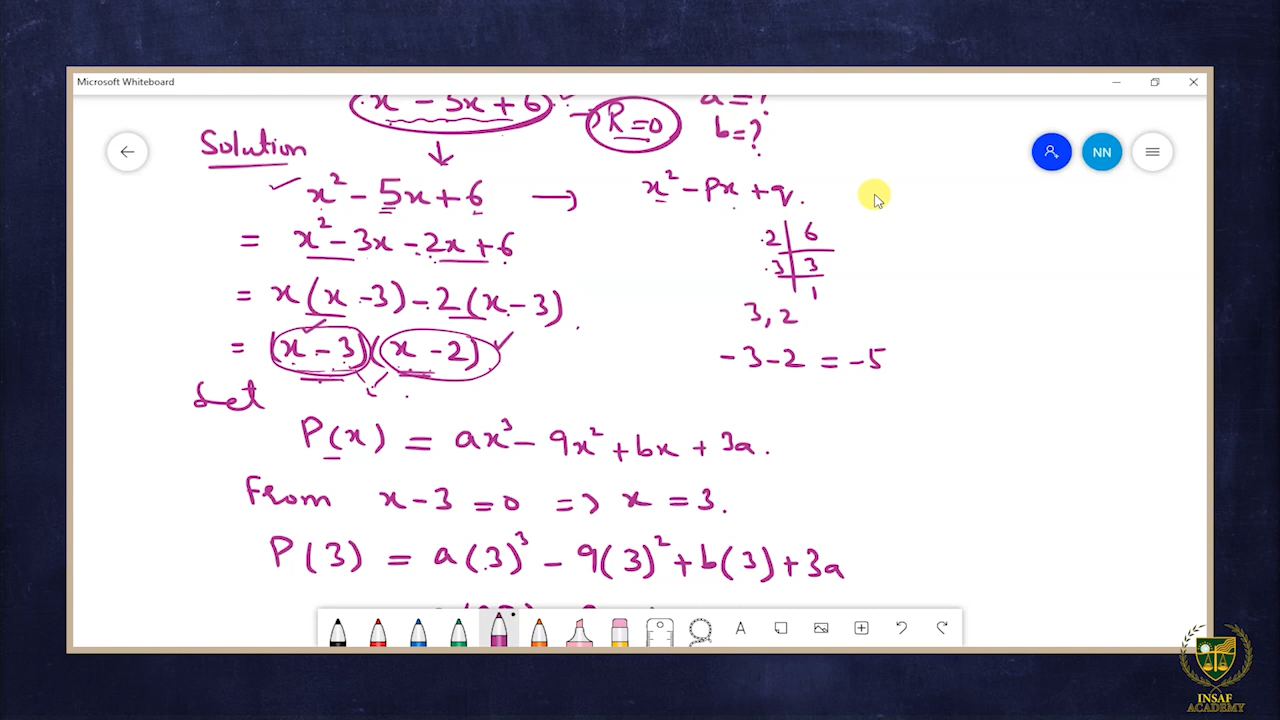 Microsoft Whiteboard
x - 5x + 6 → R=0 a=?
b=?
Solution
NN
x² - 5x + 6 → x² - px + q.
= x² - 3x - 2x + 6
2 | 6
3 | 3
1
= x(x - 3) - 2(x - 3)
3, 2
= (x - 3)(x - 2)
-3 - 2 = -5
Let
P(x) = ax³ - 9x² + bx + 3a.
From x - 3 = 0 => x = 3.
P(3) = a(3)³ - 9(3)² + b(3) + 3a
A
INSAF
ACADEMY